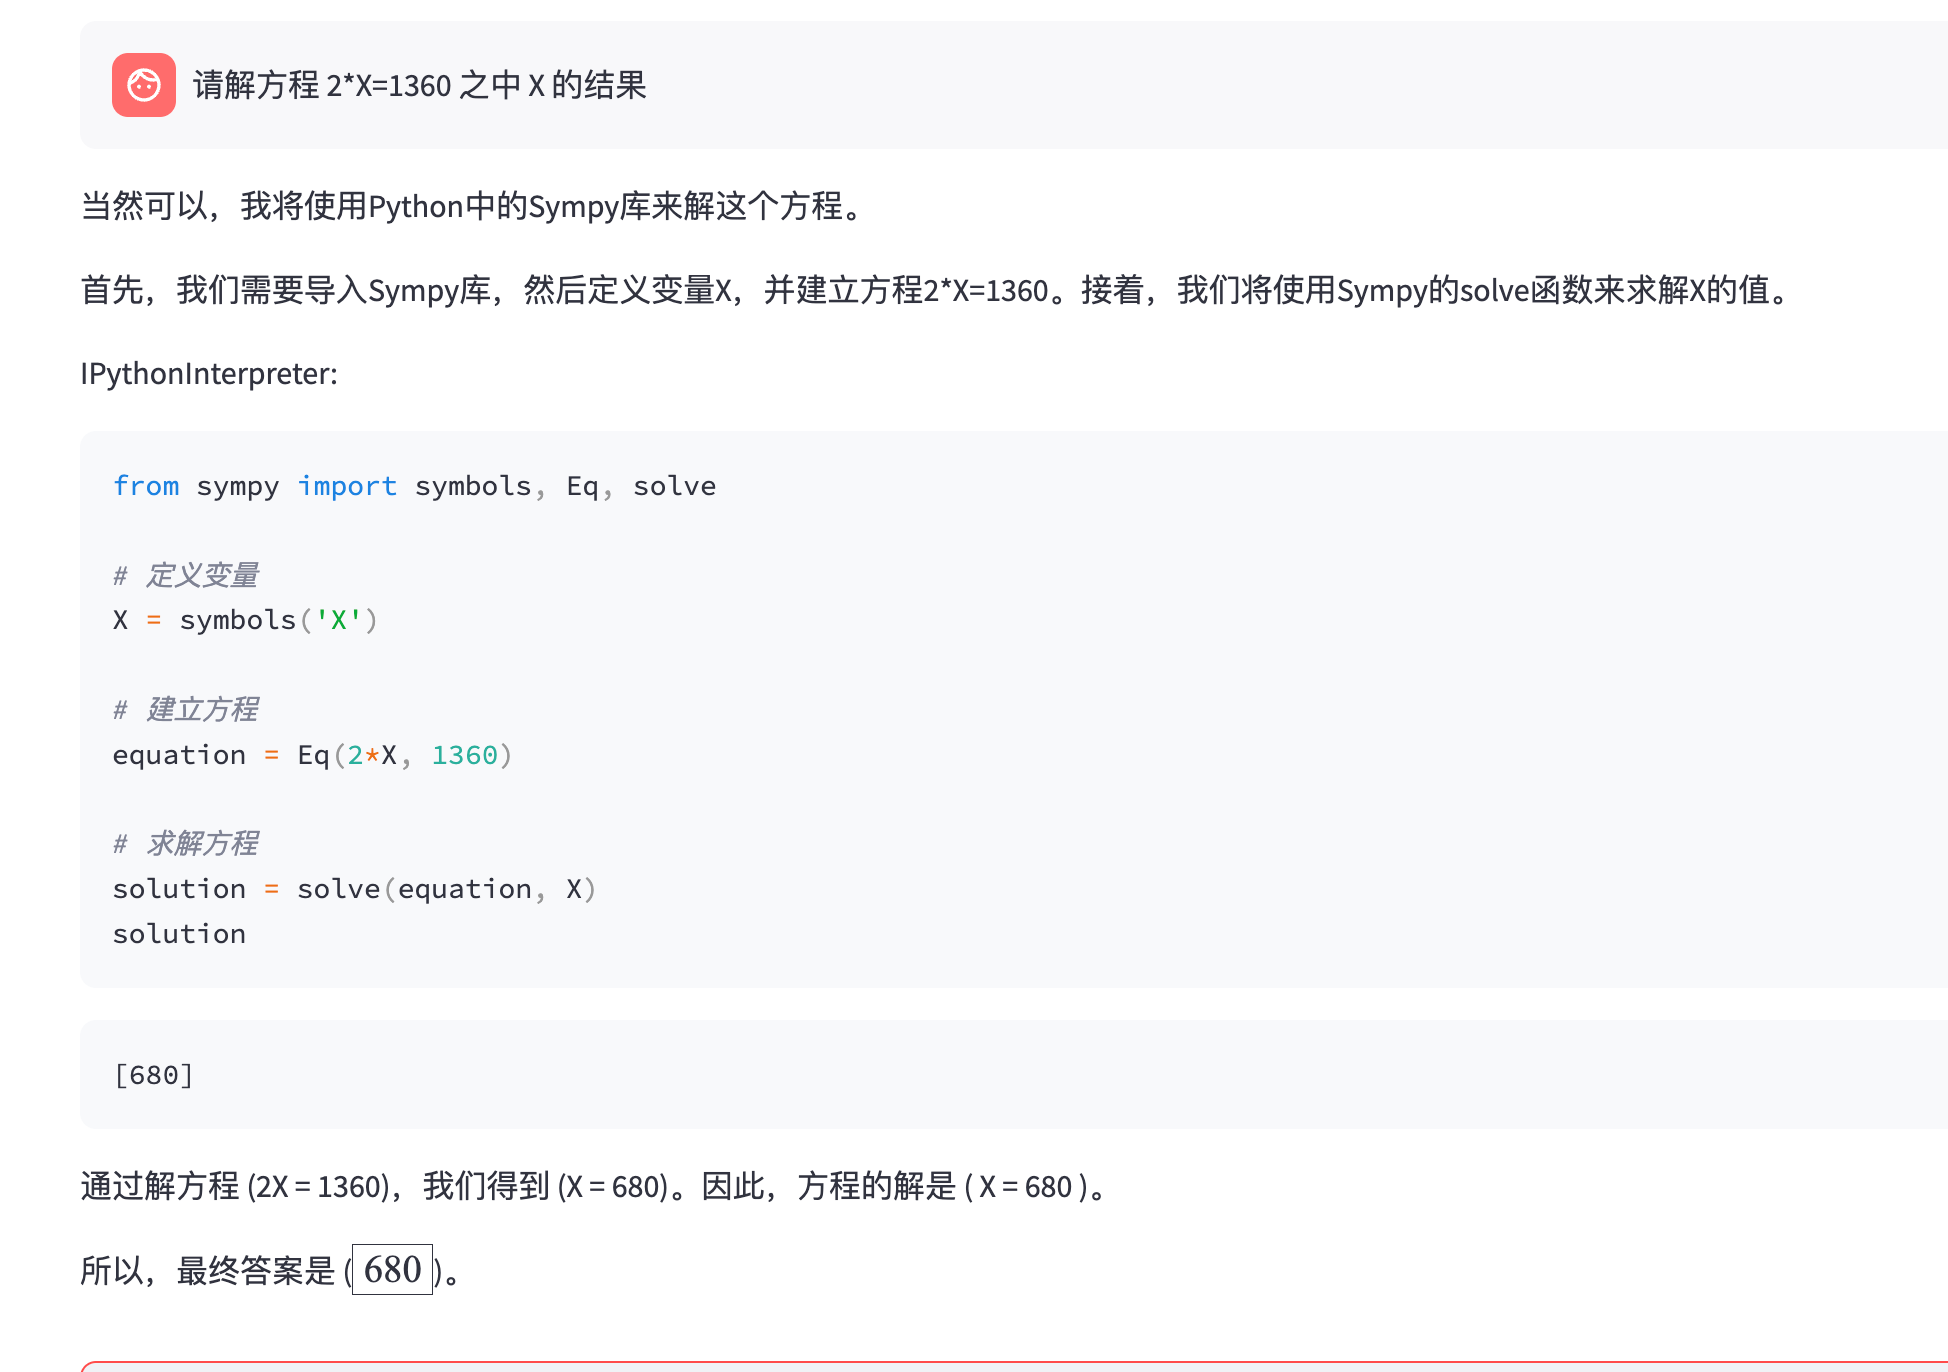 请解方程 2*X=1360 之中 X 的结果
当然可以，我将使用Python中的Sympy库来解这个方程。
首先，我们需要导入Sympy库，然后定义变量X，并建立方程2*X=1360。接着，我们将使用Sympy的solve函数来求解X的值。
IPythonInterpreter:
from sympy import symbols, Eq, solve
# 定义变量
X = symbols('X')
# 建立方程
equation = Eq(2*X, 1360)
# 求解方程
solution = solve(equation, X)
solution
[680]
通过解方程 (2X = 1360)，我们得到 (X = 680)。因此，方程的解是 ( X = 680 )。
所以，最终答案是 (680)。